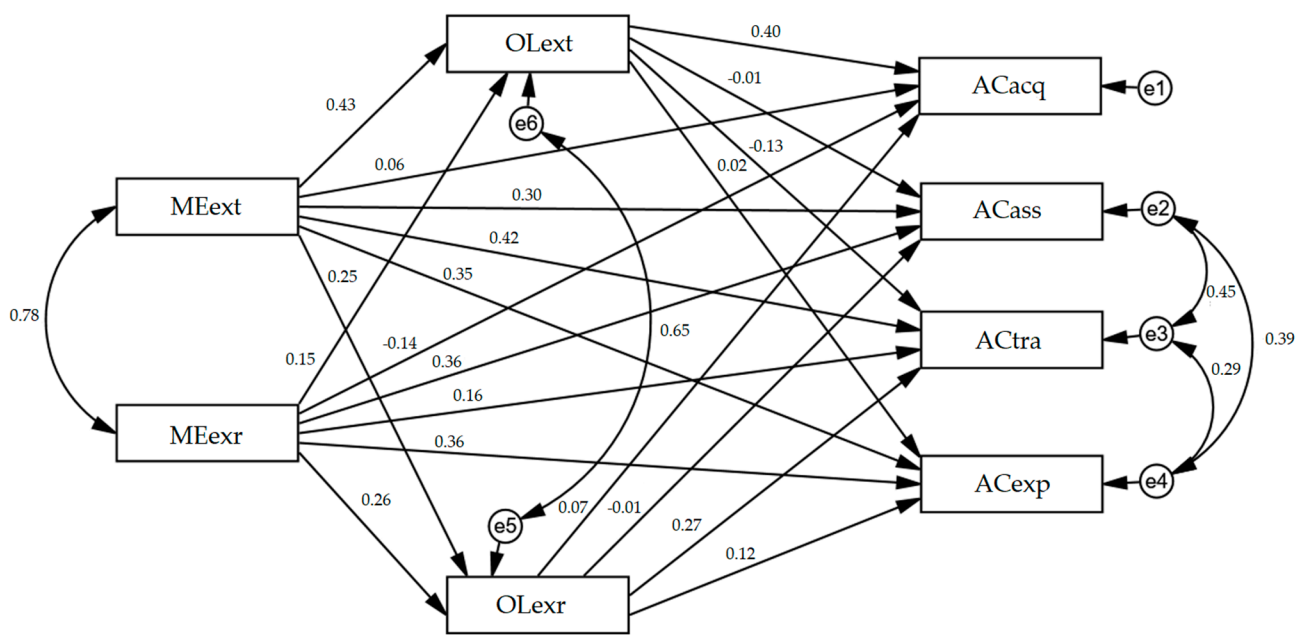 OLext
0.40
ACacq
e1
-0.01
0.43
e6
-0.13
0.06
0.02
MEext
0.30
ACass
e2
0.42
0.25
0.35
0.45
0.78
0.65
ACtra
e3
0.39
-0.14
0.15
0.36
0.29
0.16
MEexr
0.36
ACexp
e4
0.26
e5
0.07
-0.01
0.27
0.12
OLexr